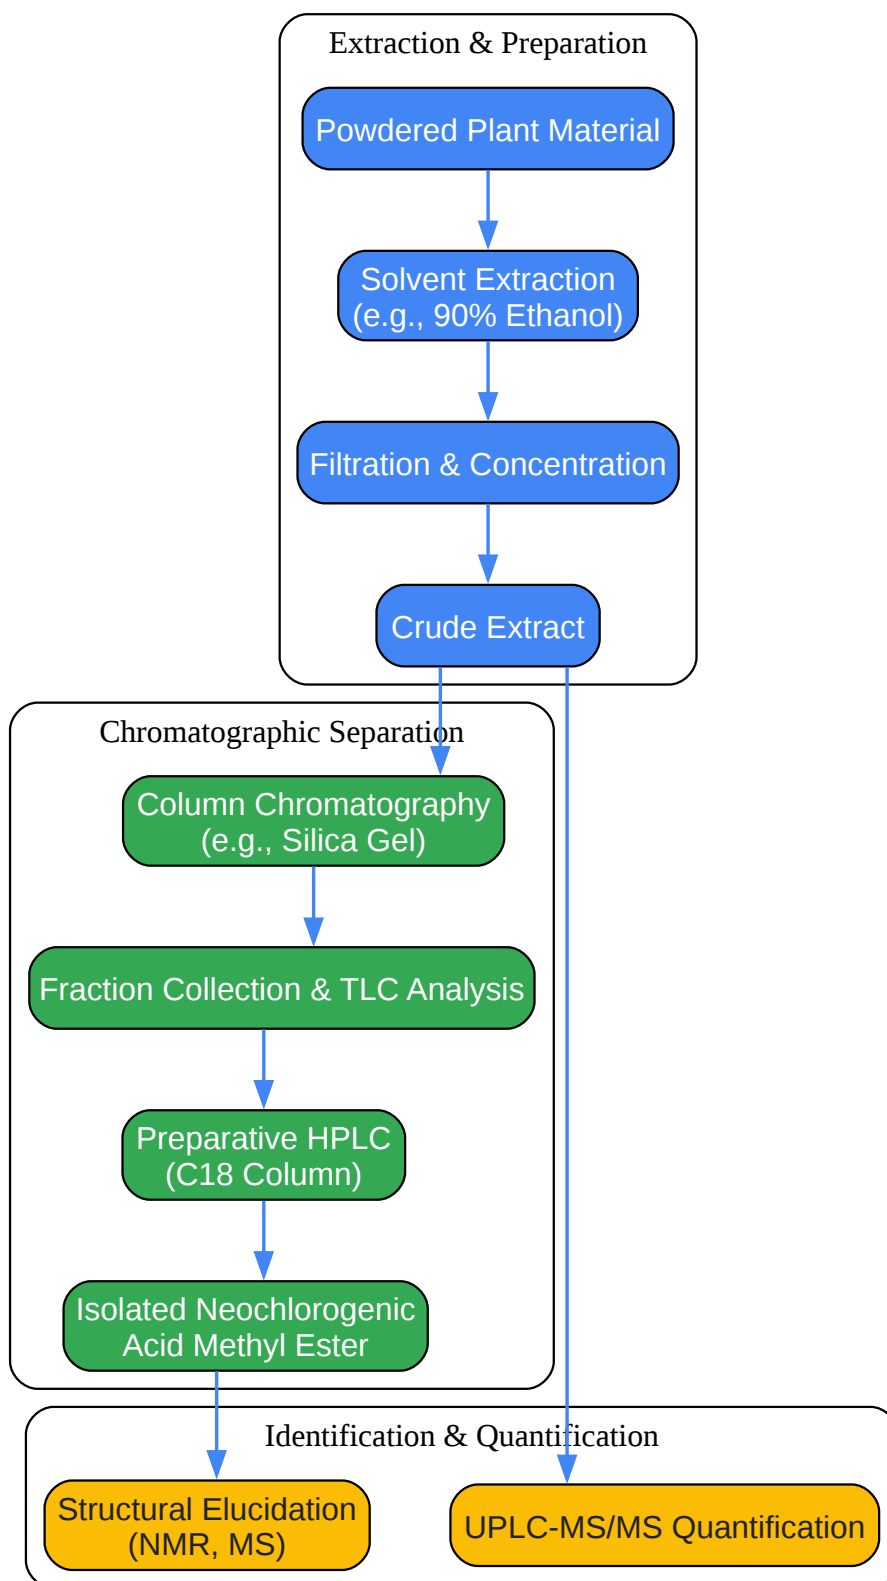 Extraction & Preparation
Powdered Plant Material
Solvent Extraction
(e.g., 90% Ethanol)
Filtration & Concentration
Crude Extract
Chromatographic Separation
Column Chromatography
(e.g., Silica Gel)
Fraction Collection & TLC Analysis
Preparative HPLC
(C18 Column)
Isolated Neochlorogenic
Acid Methyl Ester
Identification & Quantification
Structural Elucidation
(NMR, MS)
UPLC-MS/MS Quantification